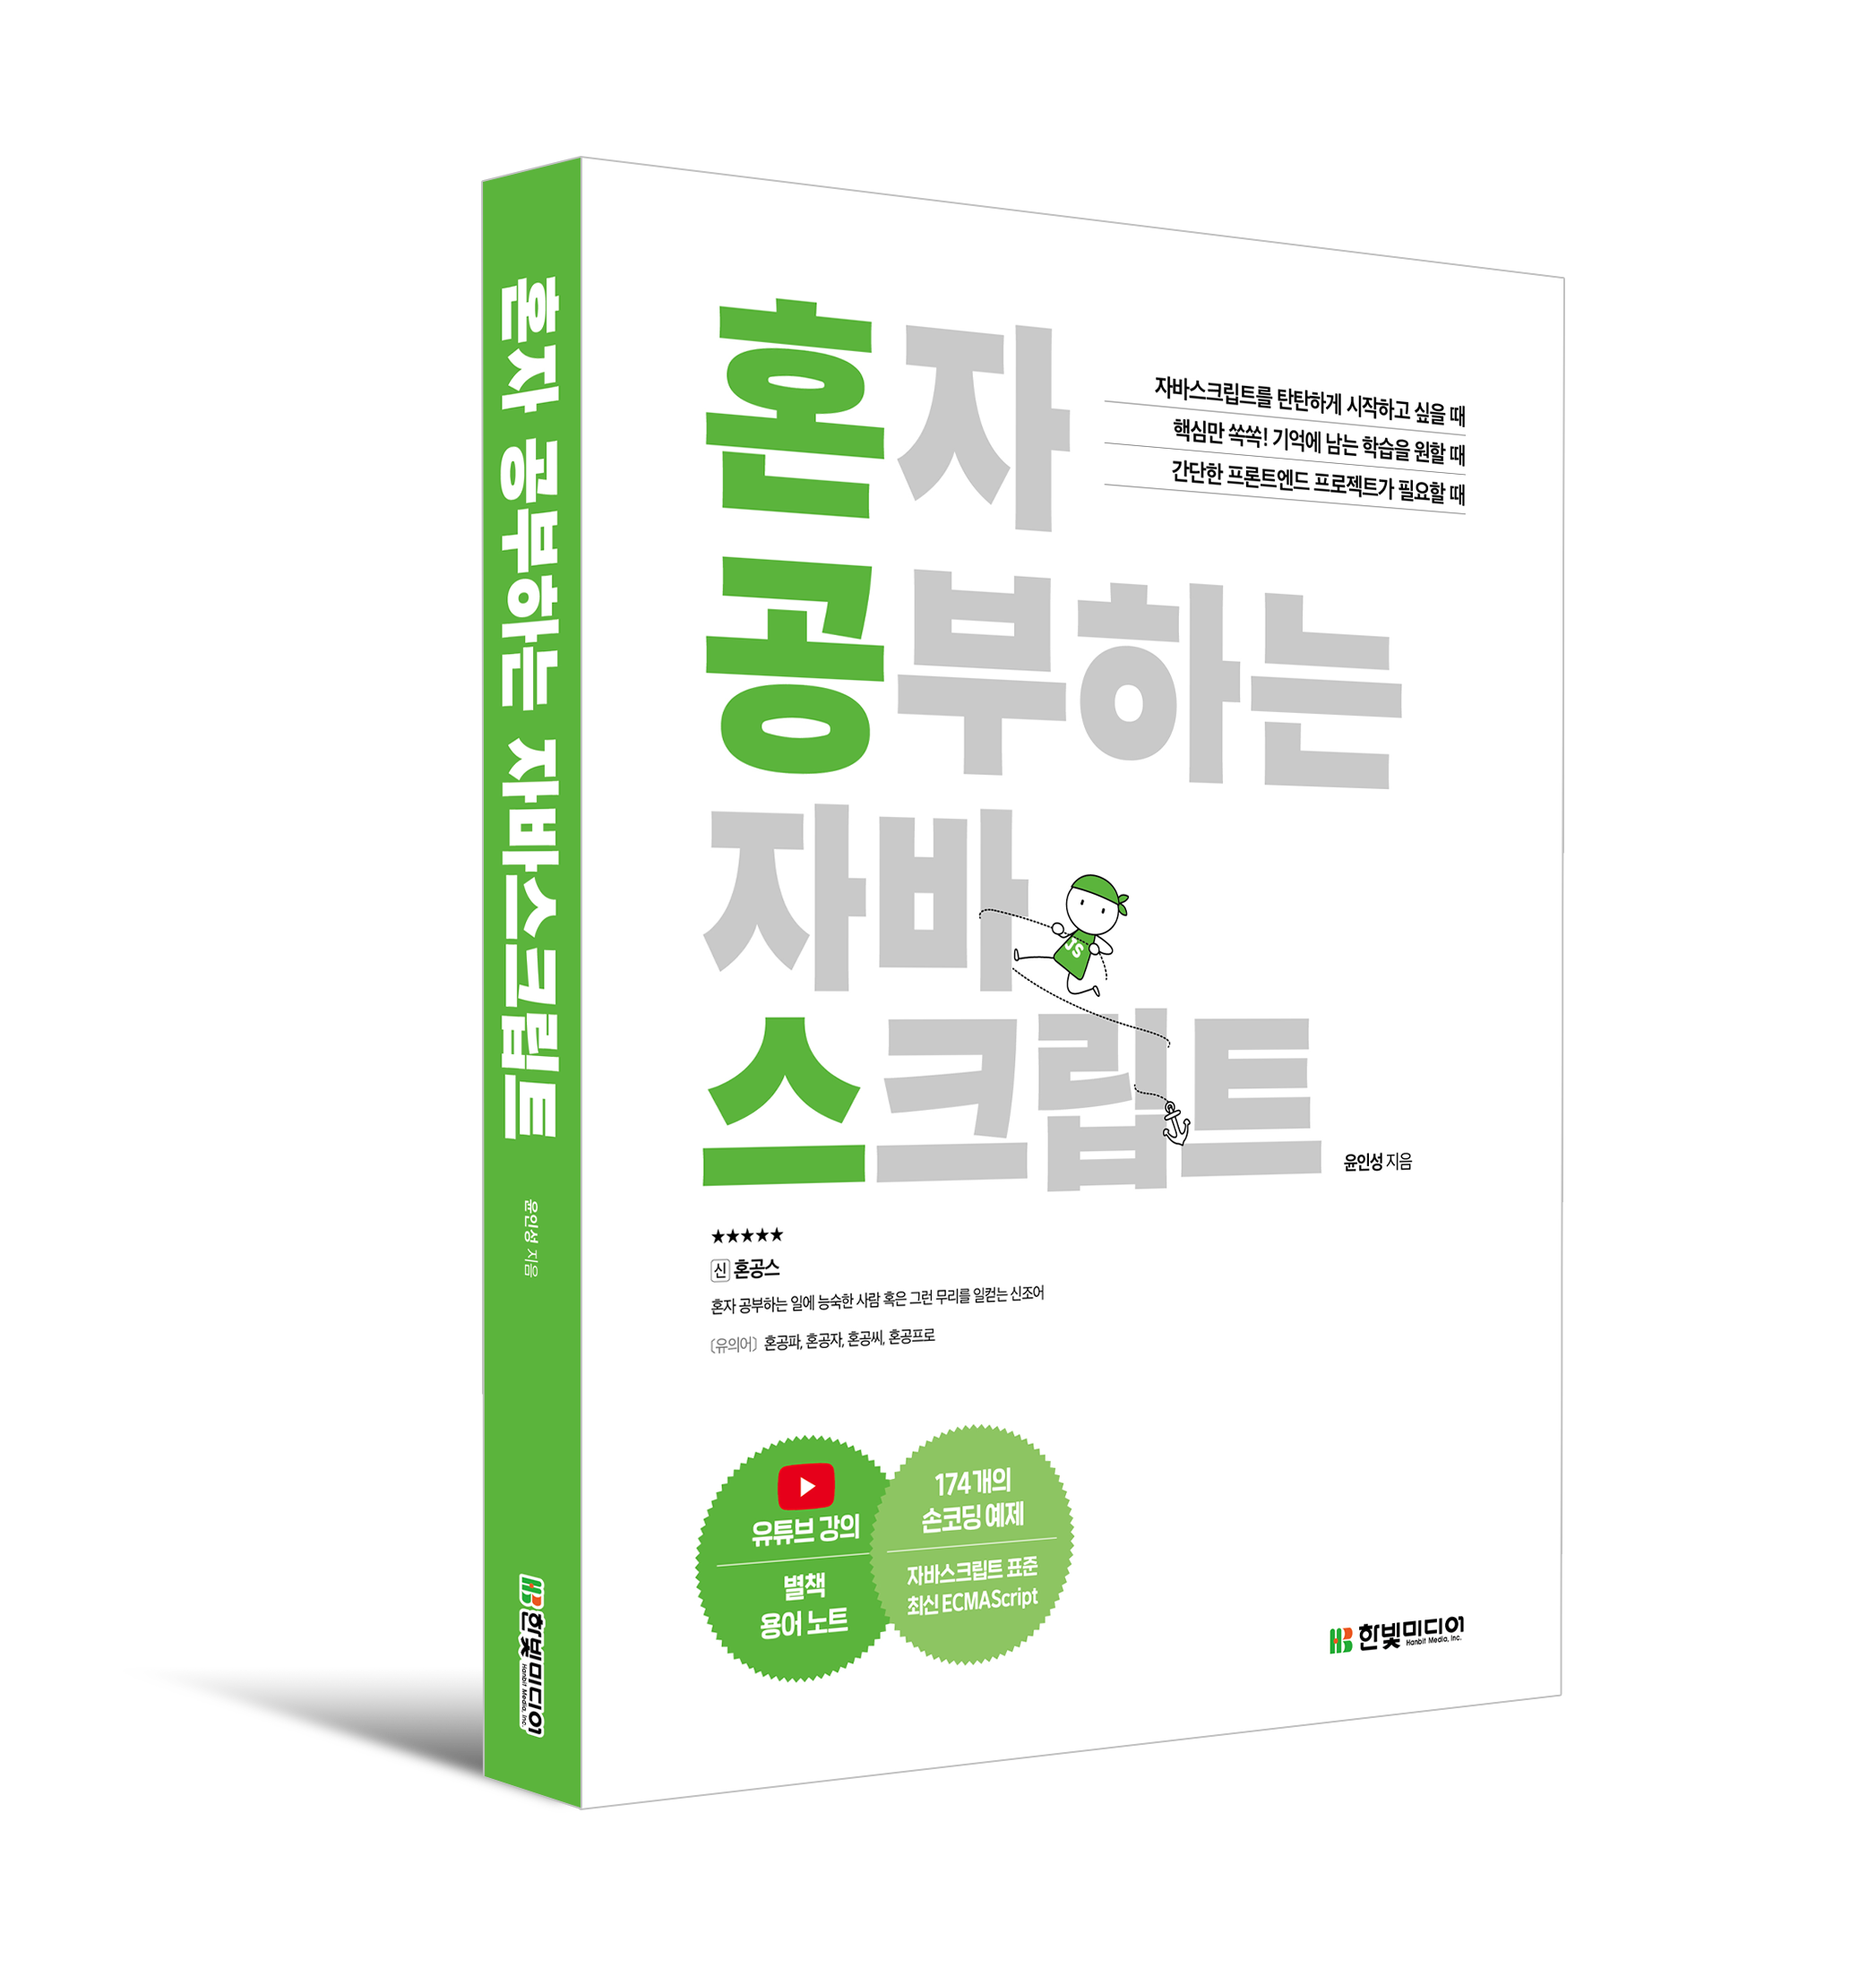 혼자 공부하는 자바스크립트
윤인성 지음
HB 한빛미디어
Hanbit Media, Inc.
혼자
공부하는
자바
스크립트
자바스크립트를 탄탄하게 시작하고 싶을 때
핵심만 쏙쏙! 기억에 남는 학습을 원할 때
간단한 프론트엔드 프로젝트가 필요할 때
JS
윤인성 지음
★★★★★
신 혼공스
혼자 공부하는 일에 능숙한 사람 혹은 그런 무리를 일컫는 신조어
[유의어] 혼공파, 혼공자, 혼공씨, 혼공프로
유튜브 강의
별책
용어 노트
174개의
손코딩 예제
자바스크립트 표준
최신 ECMAScript
HB 한빛미디어
Hanbit Media, Inc.